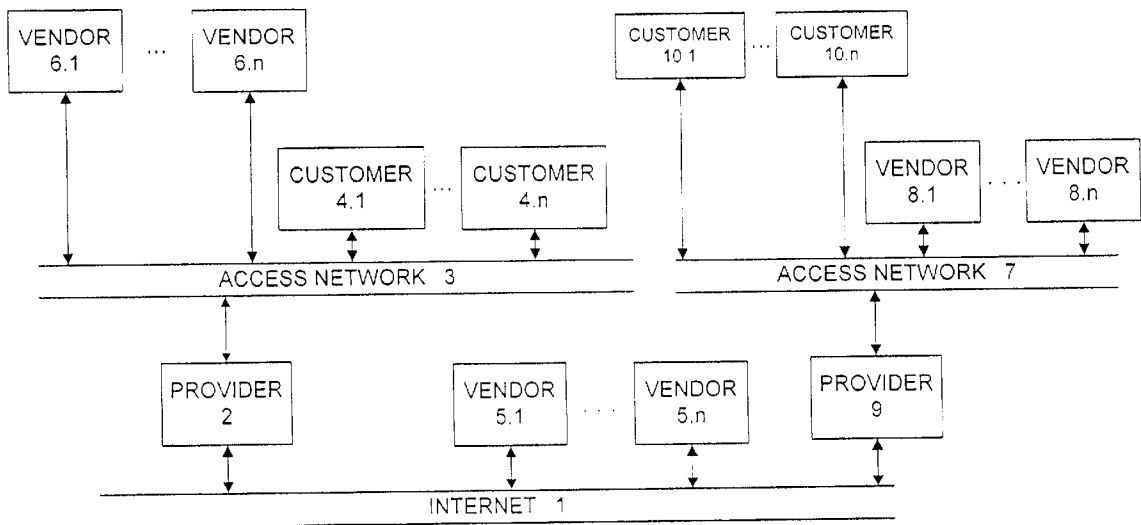 VENDOR
6.1
...
VENDOR
6.n
CUSTOMER
10 1
...
CUSTOMER
10.n
CUSTOMER
4.1
...
CUSTOMER
4.n
VENDOR
8.1
. . .
VENDOR
8.n
ACCESS NETWORK 3
ACCESS NETWORK 7
PROVIDER
2
VENDOR
5.1
. . .
VENDOR
5.n
PROVIDER
9
INTERNET 1